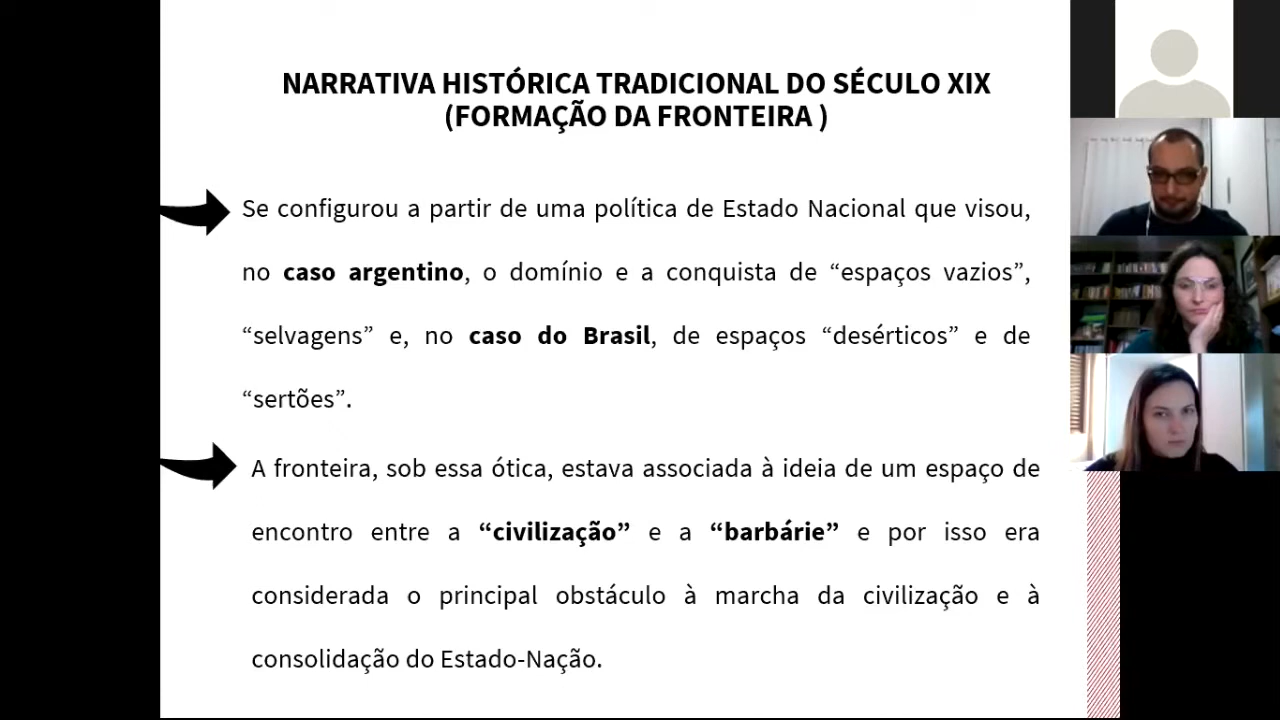 NARRATIVA HISTÓRICA TRADICIONAL DO SÉCULO XIX
(FORMAÇÃO DA FRONTEIRA )
Se configurou a partir de uma política de Estado Nacional que visou,
no caso argentino, o domínio e a conquista de “espaços vazios”,
“selvagens” e, no caso do Brasil, de espaços “desérticos” e de
“sertões”.
A fronteira, sob essa ótica, estava associada à ideia de um espaço de
encontro entre a “civilização” e a “barbárie” e por isso era
considerada o principal obstáculo à marcha da civilização e à
consolidação do Estado-Nação.